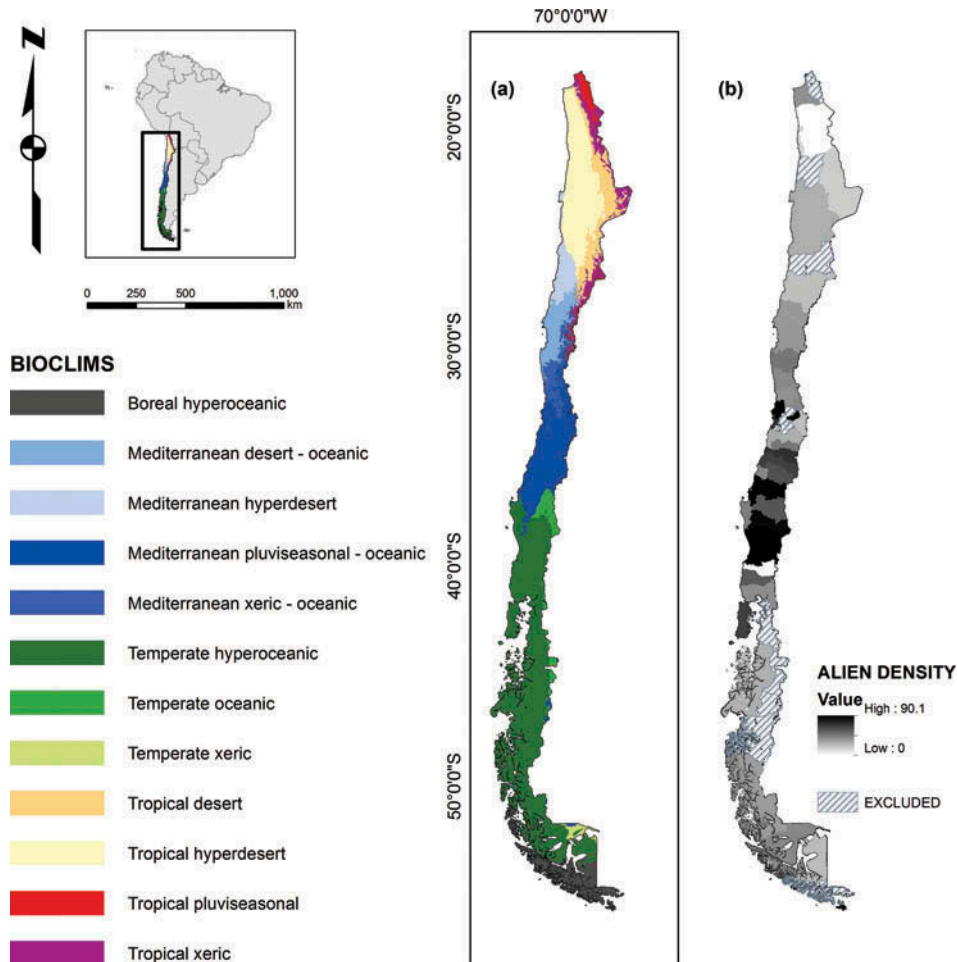 70°0'0"W
N
(a)
(b)
20°0'0"S
30°0'0"S
40°0'0"S
50°0'0"S
0 250 500 1,000
km
BIOCLIMS
Boreal hyperoceanic
Mediterranean desert - oceanic
Mediterranean hyperdesert
Mediterranean pluviseasonal - oceanic
Mediterranean xeric - oceanic
Temperate hyperoceanic
Temperate oceanic
Temperate xeric
Tropical desert
Tropical hyperdesert
Tropical pluviseasonal
Tropical xeric
ALIEN DENSITY
Value
High : 90.1
Low : 0
EXCLUDED